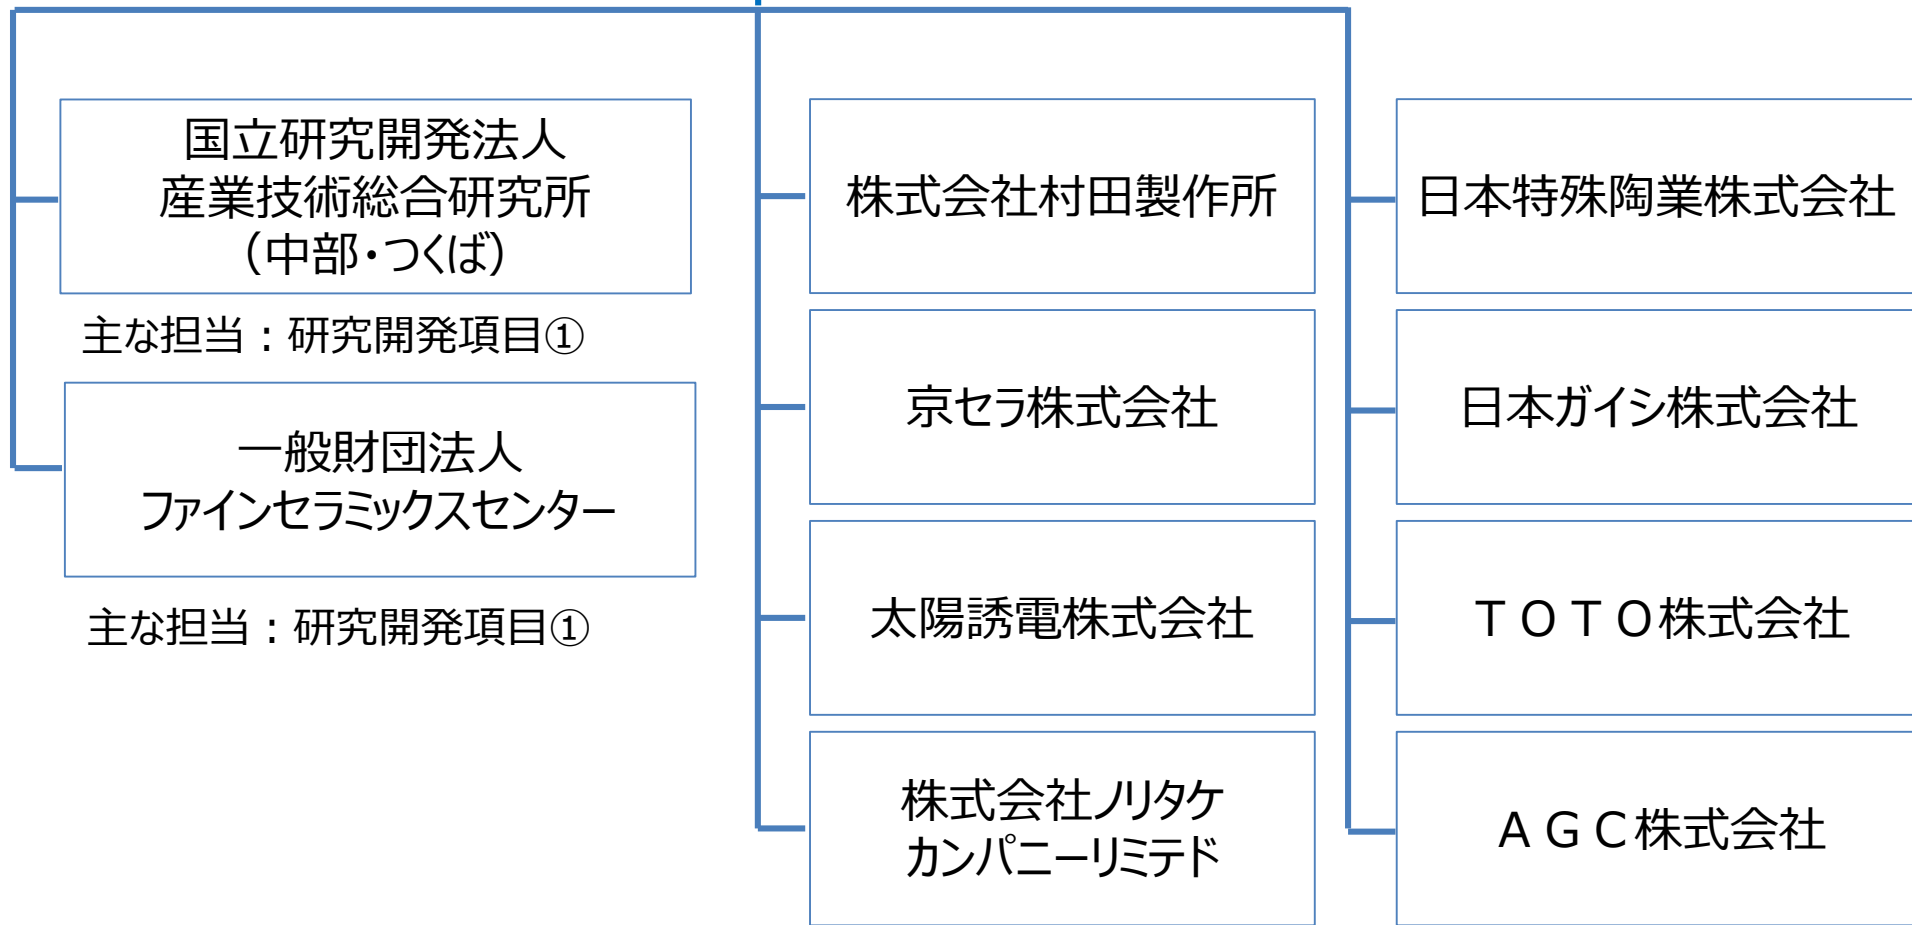 国立研究開発法人
産業技術総合研究所
（中部・つくば）
主な担当：研究開発項目①
一般財団法人
ファインセラミックスセンター
主な担当：研究開発項目①
株式会社村田製作所
京セラ株式会社
太陽誘電株式会社
株式会社ノリタケ
カンパニーリミテド
日本特殊陶業株式会社
日本ガイシ株式会社
ＴＯＴＯ株式会社
ＡＧＣ株式会社